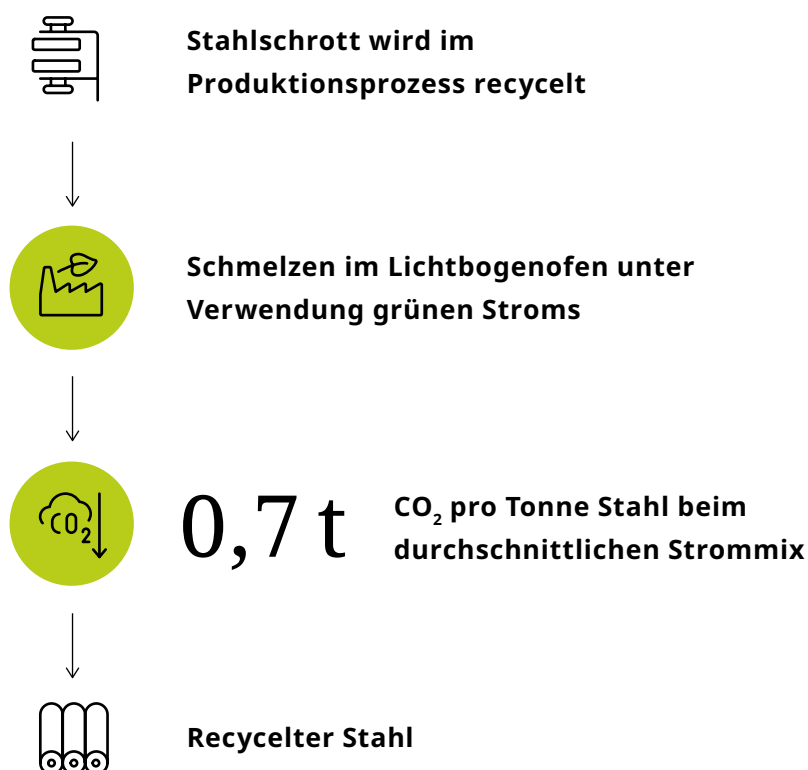 Stahlschrott wird im
Produktionsprozess recycelt
Schmelzen im Lichtbogenofen unter
Verwendung grünen Stroms
CO₂
0,7 t
CO₂ pro Tonne Stahl beim
durchschnittlichen Strommix
Recycelter Stahl